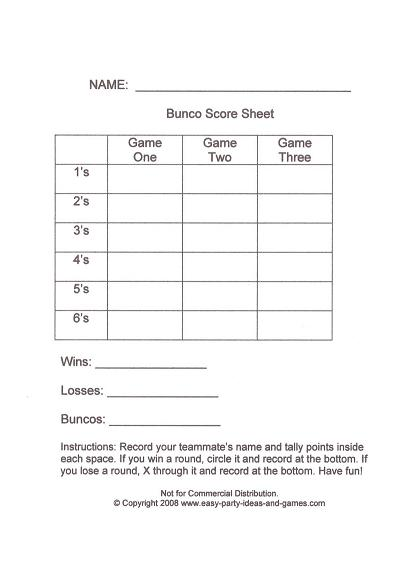 NAME: ______________________________
Bunco Score Sheet
Game One Game Two Game Three
1's
2's
3's
4's
5's
6's
Wins: ________________
Losses: ________________
Buncos: ________________
Instructions: Record your teammate's name and tally points inside
each space. If you win a round, circle it and record at the bottom. If
you lose a round, X through it and record at the bottom. Have fun!
Not for Commercial Distribution.
© Copyright 2008 www.easy-party-ideas-and-games.com